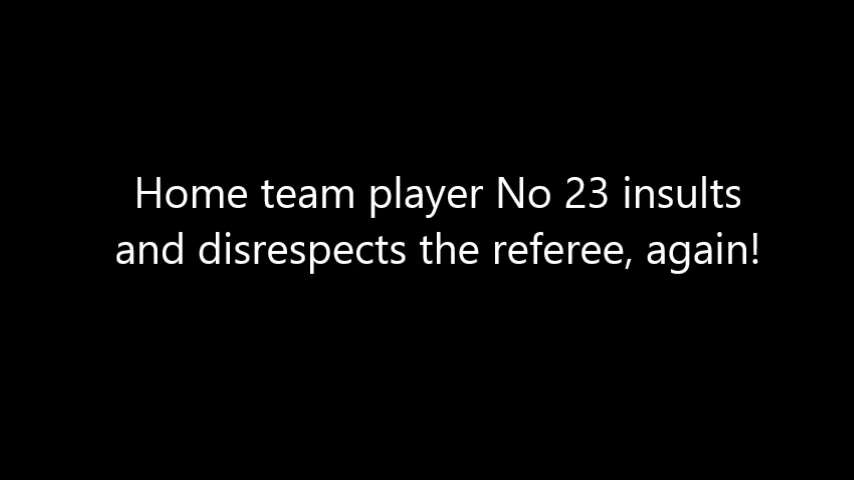 Home team player No 23 insults
and disrespects the referee, again!